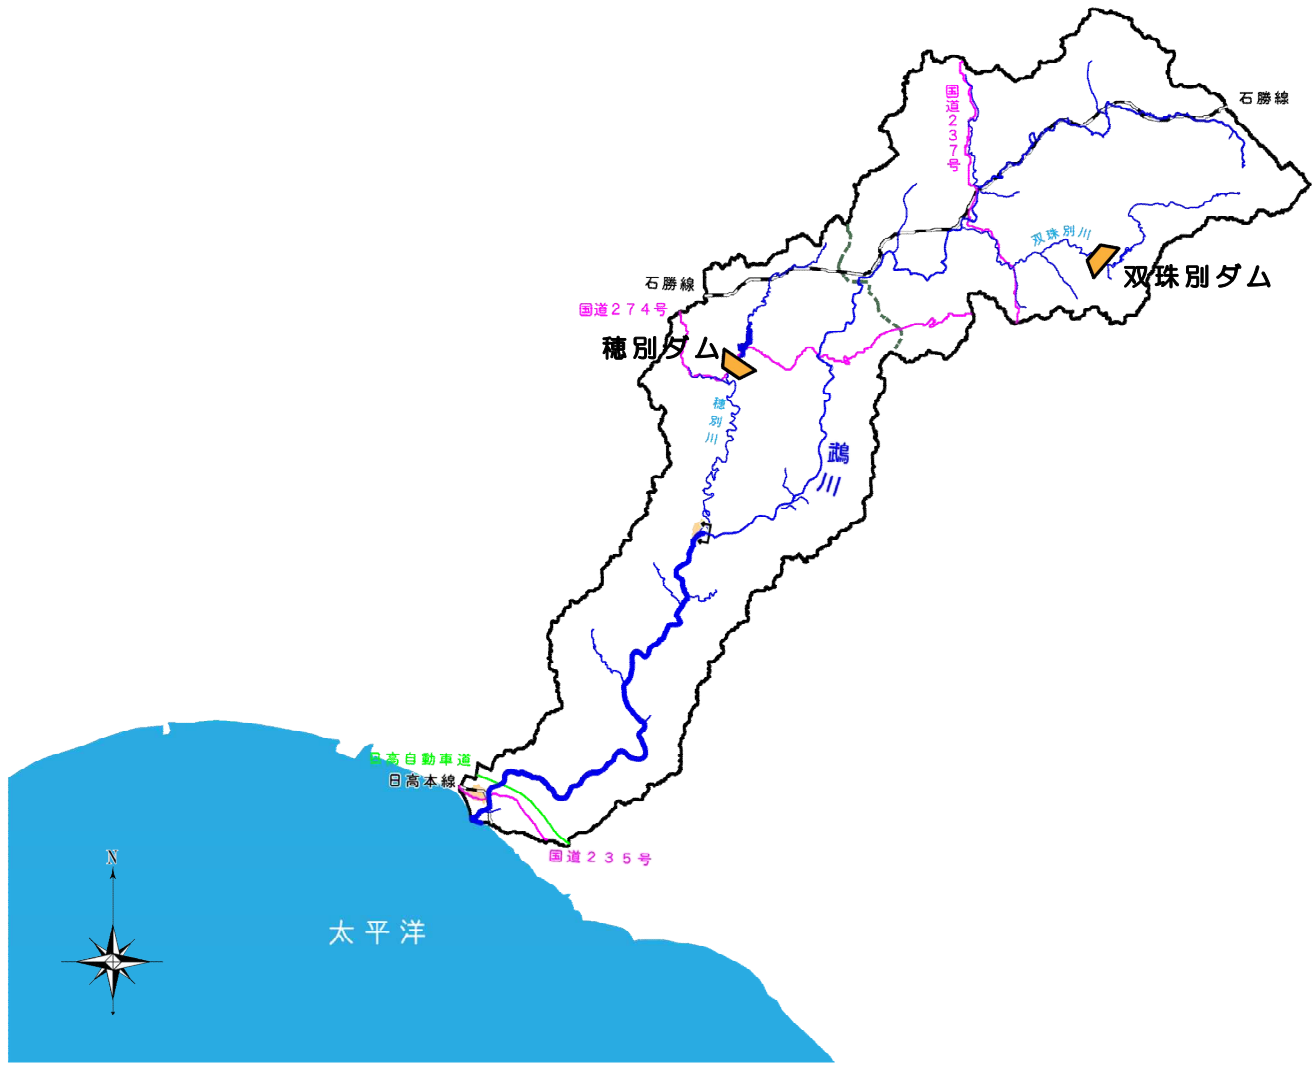 石勝線
国道237号
双珠別川
双珠別ダム
石勝線
国道274号
穂別ダム
穂別川
鵡川
日高自動車道
日高本線
国道235号
N
太平洋